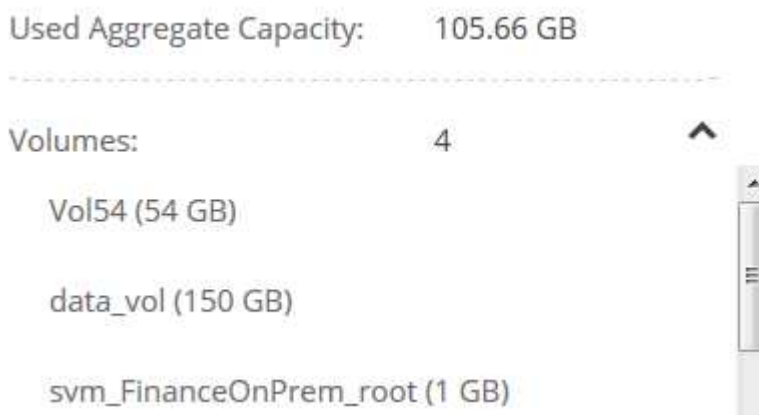 Used Aggregate Capacity: 105.66 GB
Volumes: 4
Vol54 (54 GB)
data_vol (150 GB)
svm_FinanceOnPrem_root (1 GB)